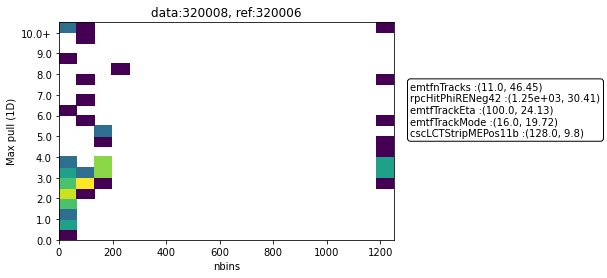 data:320008, ref:320006
Max pull (1D)
10.0+
9.0
8.0
7.0
6.0
5.0
4.0
3.0
2.0
1.0
0.0
0
200
400
600
800
1000
1200
nbins
emtfnTracks :(11.0, 46.45)
rpcHitPhiRENeg42 :(1.25e+03, 30.41)
emtfTrackEta :(100.0, 24.13)
emtfTrackMode :(16.0, 19.72)
cscLCTStripMEPos11b :(128.0, 9.8)